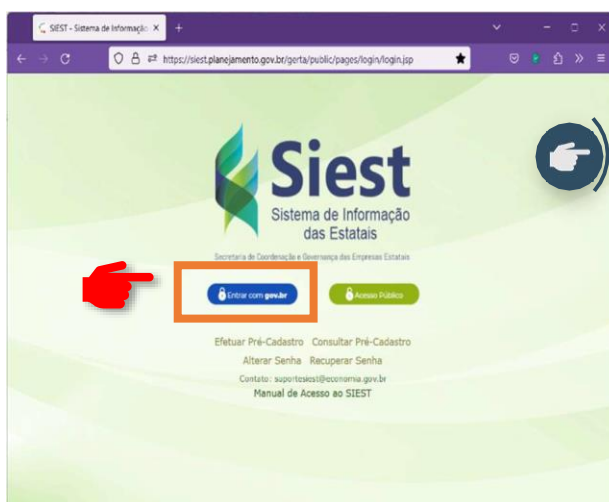 SIEST - Sistema de Informação
https://siest.planejamento.gov.br/gerta/public/pages/login/login.jsp
Siest
Sistema de Informação
das Estatais
Secretaria de Coordenação e Governança das Empresas Estatais
Entrar com gov.br
Acesso Público
Efetuar Pré-Cadastro Consultar Pré-Cadastro
Alterar Senha Recuperar Senha
Contato: suportesiest@economia.gov.br
Manual de Acesso ao SIEST